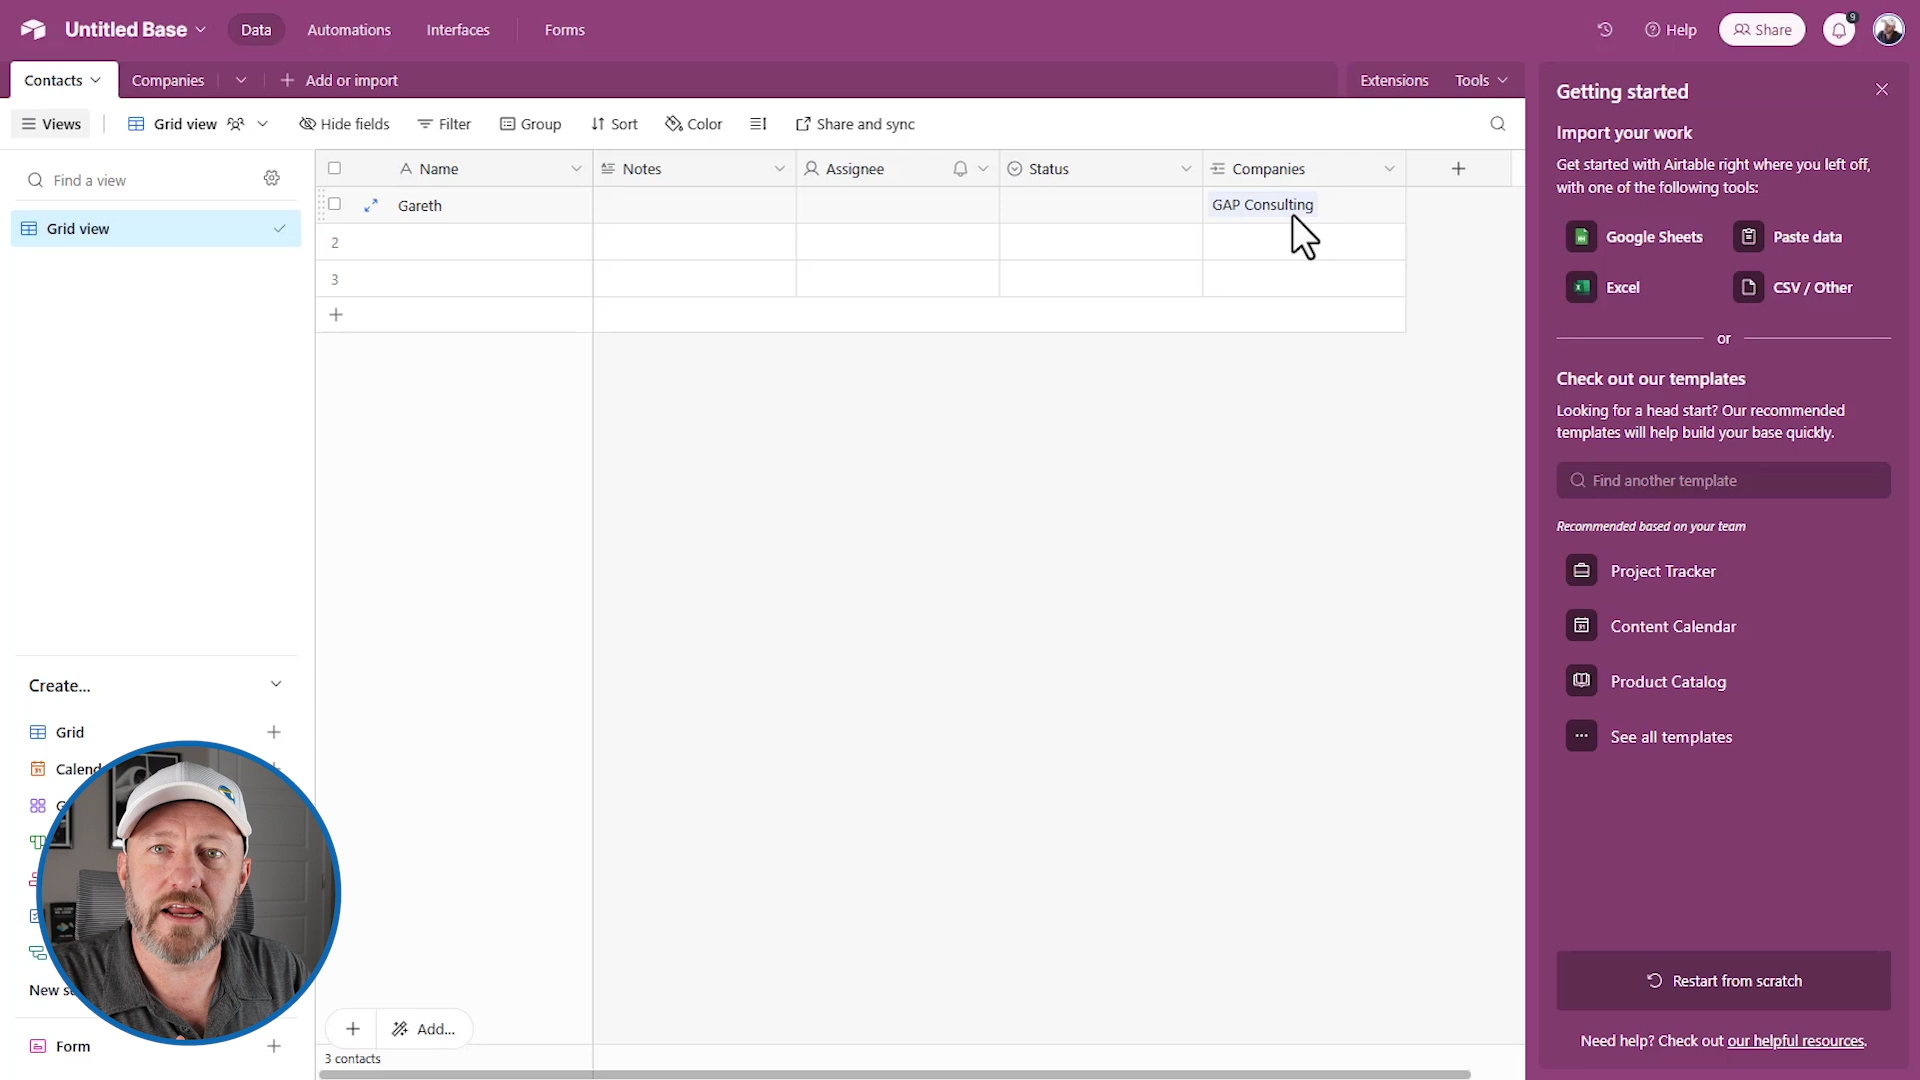 Untitled Base
Data
Automations
Interfaces
Forms
Help
Share
9
Contacts
Companies
Add or import
Extensions
Tools
Views
Grid view
Hide fields
Filter
Group
Sort
Color
Share and sync
Find a view
Grid view
Name
Notes
Assignee
Status
Companies
Gareth
GAP Consulting
2
3
Create...
Grid
Calend
New s
Form
Add...
3 contacts
Getting started
Import your work
Get started with Airtable right where you left off,
with one of the following tools:
Google Sheets
Paste data
Excel
CSV / Other
or
Check out our templates
Looking for a head start? Our recommended
templates will help build your base quickly.
Find another template
Recommended based on your team
Project Tracker
Content Calendar
Product Catalog
See all templates
Restart from scratch
Need help? Check out our helpful resources.